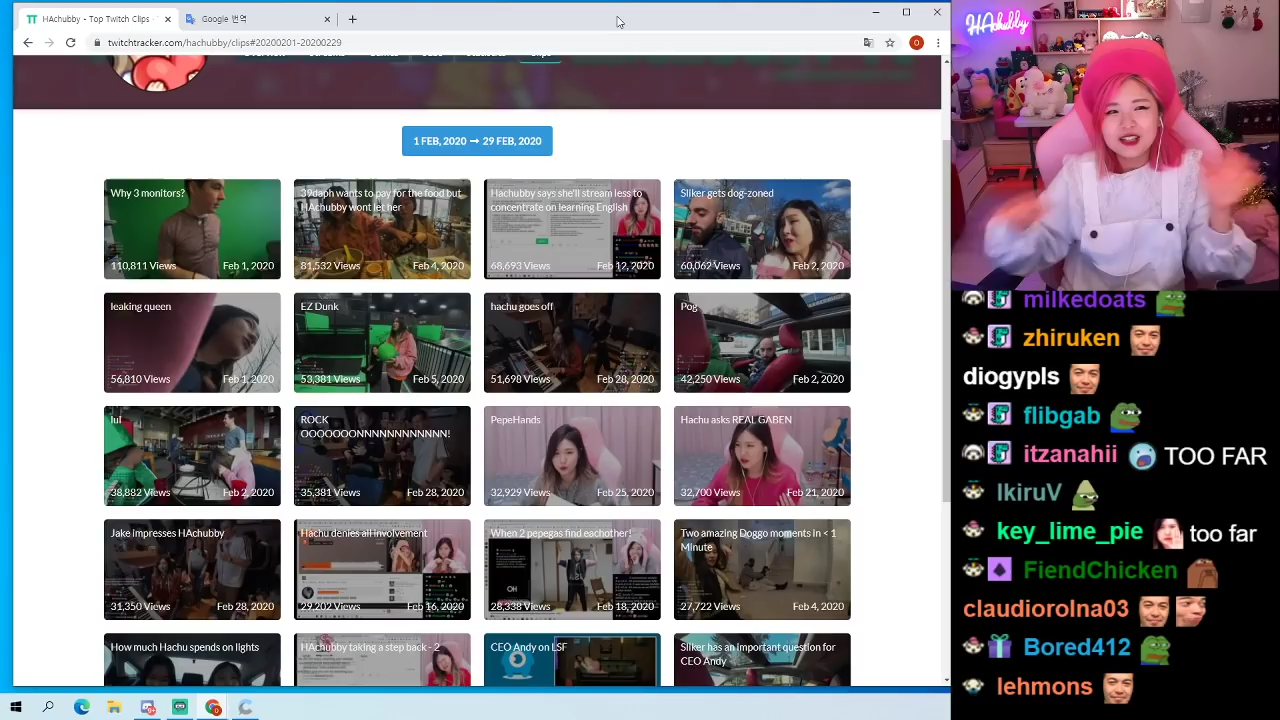 HAchubby - Top Twitch Clips -
Google 번역
twitchtracker.com/hachubby/clips#20200201-20200229
1 FEB, 2020 → 29 FEB, 2020
Why 3 monitors?
110,811 Views
Feb 1, 2020
39daph wants to pay for the food but
HAchubby wont let her
81,532 Views
Feb 4, 2020
Hachubby says she'll stream less to
concentrate on learning English
68,693 Views
Feb 12, 2020
Sliker gets dog-zoned
60,062 Views
Feb 2, 2020
leaking queen
56,810 Views
Feb 1, 2020
EZ Dunk
53,381 Views
Feb 5, 2020
hachu goes off
51,698 Views
Feb 28, 2020
Pog
42,250 Views
Feb 2, 2020
lul
38,882 Views
Feb 2, 2020
ROCK
OOOOOOONNNNNNNNNNNN!
35,381 Views
Feb 28, 2020
PepeHands
32,929 Views
Feb 25, 2020
Hachu asks REAL GABEN
32,700 Views
Feb 21, 2020
Jake impresses HAchubby
31,350 Views
Feb 28, 2020
Hachu denies all involvement
29,202 Views
Feb 16, 2020
When 2 pepegas find eachother!
OH
28,338 Views
Feb 18, 2020
Two amazing Doggo moments in < 1
Minute
27,722 Views
Feb 4, 2020
How much Hachu spends on lights
HAchubby taking a step back - 2
CEO Andy on LSF
Sliker has an important question for
CEO Andy
HAchubby
milkedoats
zhiruken
diogypls
flibgab
itzanahii TOO FAR
IkiruV
key_lime_pie too far
FiendChicken
claudiorolna03
Bored412
lehmons